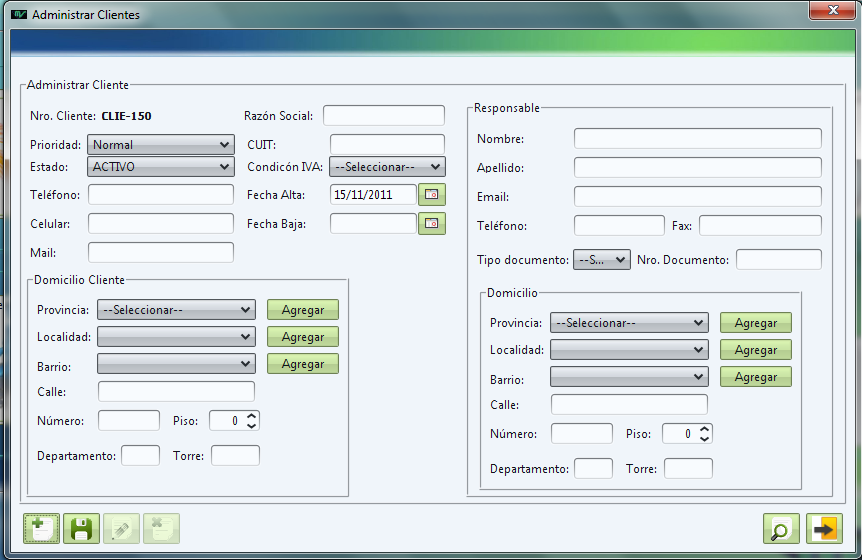 Administrar Clientes
Administrar Cliente
Nro. Cliente: CLIE-150
Razón Social:
Prioridad: Normal
CUIT:
Estado: ACTIVO
Condicón IVA: --Seleccionar--
Teléfono:
Fecha Alta: 15/11/2011
Celular:
Fecha Baja:
Mail:
Domicilio Cliente
Provincia: --Seleccionar-- Agregar
Localidad: Agregar
Barrio: Agregar
Calle:
Número: Piso: 0
Departamento: Torre:
Responsable
Nombre:
Apellido:
Email:
Teléfono: Fax:
Tipo documento: --S... Nro. Documento:
Domicilio
Provincia: --Seleccionar-- Agregar
Localidad: Agregar
Barrio: Agregar
Calle:
Número: Piso: 0
Departamento: Torre: